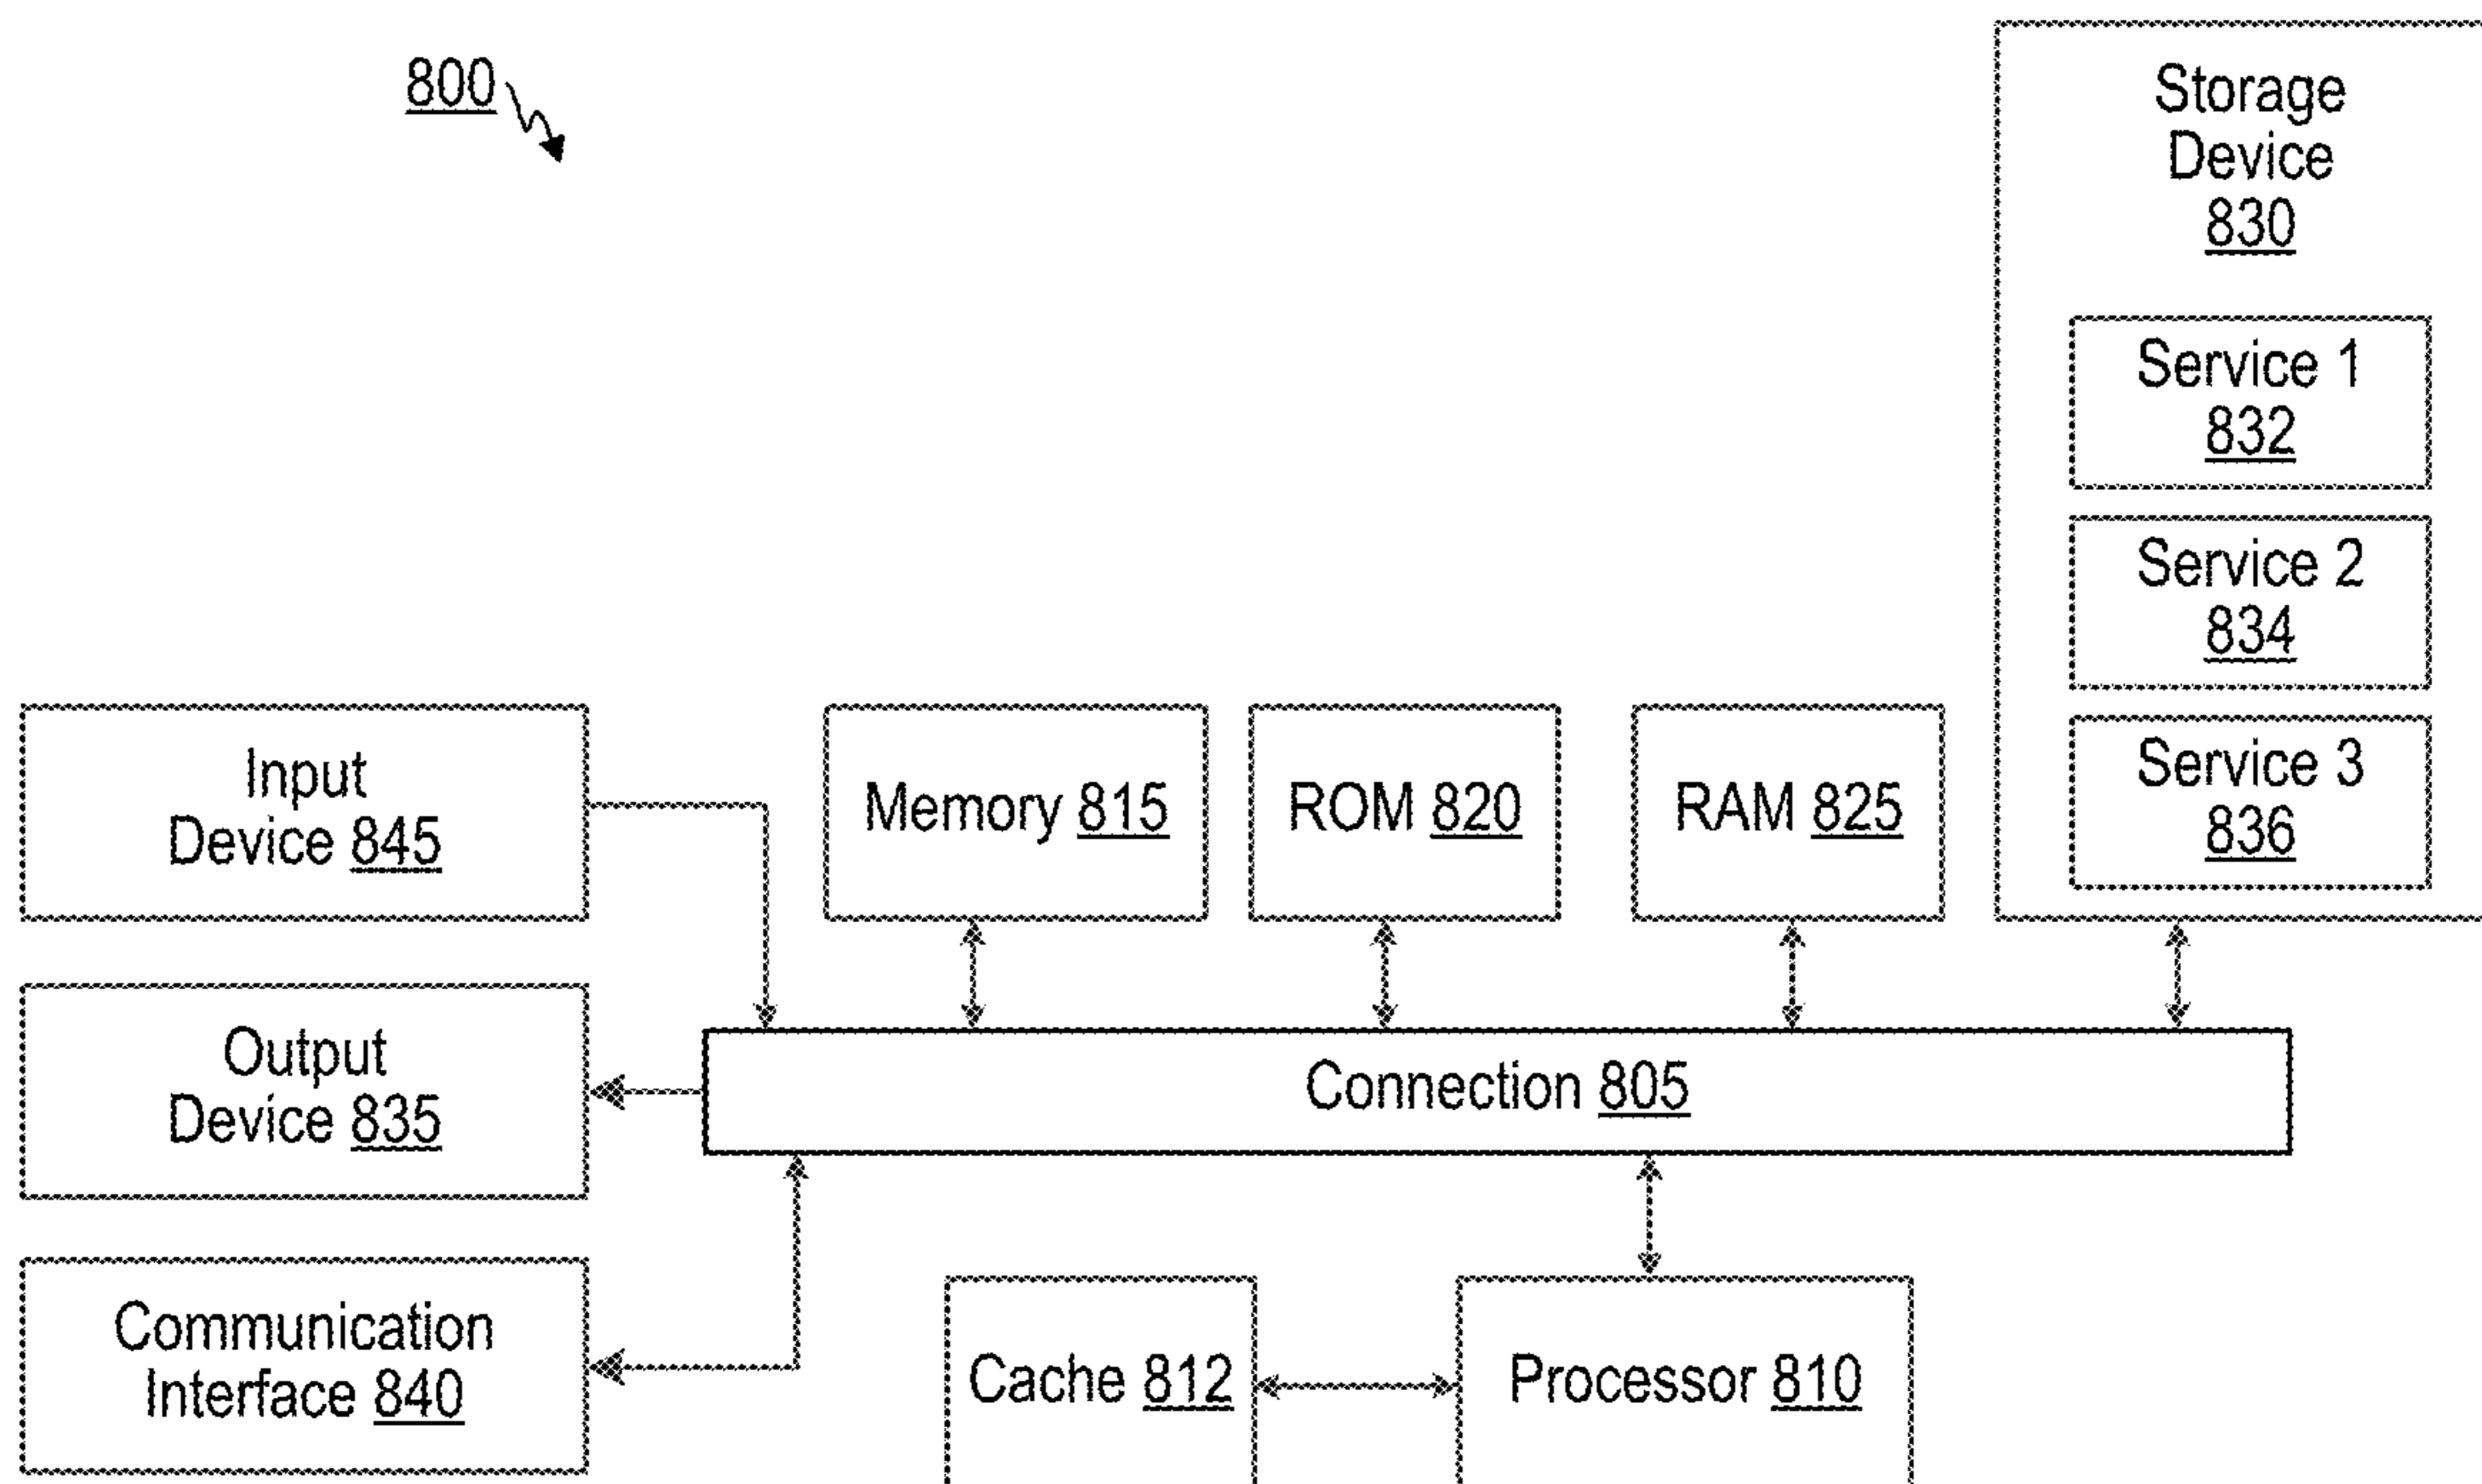 800
Storage
Device
830
Service 1
832
Service 2
834
Service 3
836
Input
Device 845
Memory 815
ROM 820
RAM 825
Output
Device 835
Connection 805
Communication
Interface 840
Cache 812
Processor 810